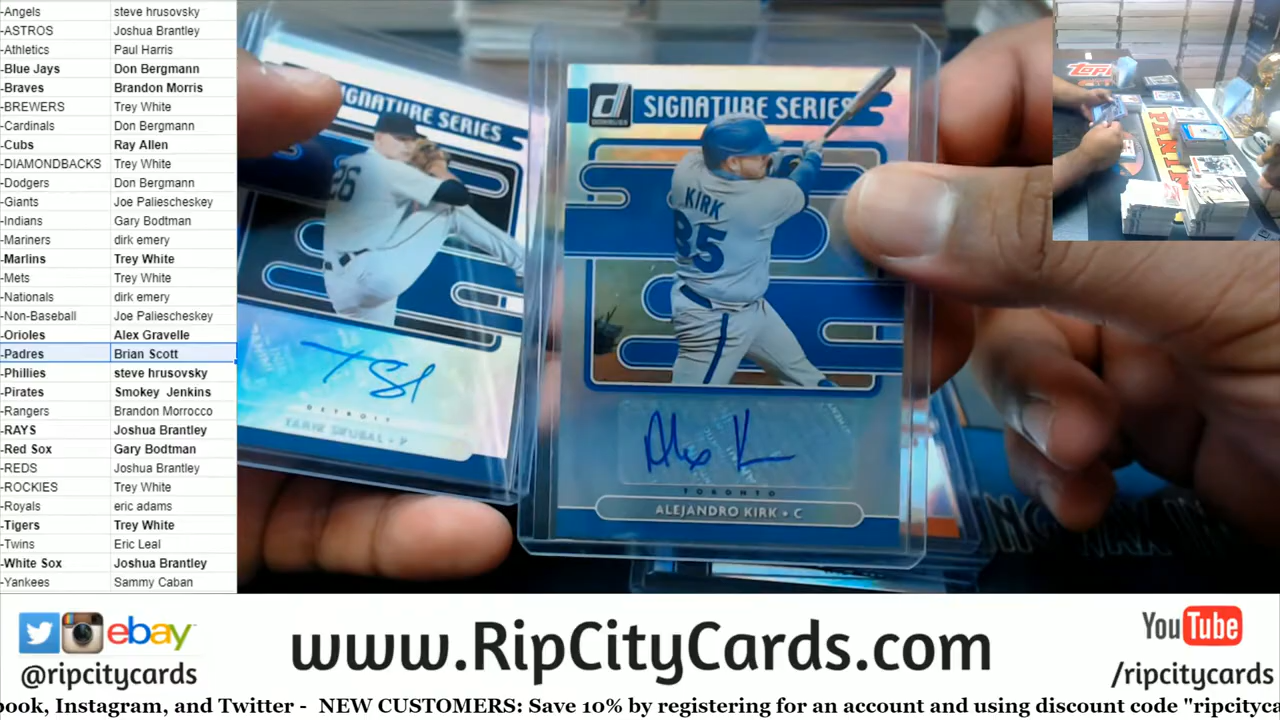 -Angels steve hrusovsky
-ASTROS Joshua Brantley
-Athletics Paul Harris
-Blue Jays Don Bergmann
-Braves Brandon Morris
-BREWERS Trey White
-Cardinals Don Bergmann
-Cubs Ray Allen
-DIAMONDBACKS Trey White
-Dodgers Don Bergmann
-Giants Joe Paliescheskey
-Indians Gary Bodtman
-Mariners dirk emery
-Marlins Trey White
-Mets Trey White
-Nationals dirk emery
-Non-Baseball Joe Paliescheskey
-Orioles Alex Gravelle
-Padres Brian Scott
-Phillies steve hrusovsky
-Pirates Smokey Jenkins
-Rangers Brandon Morrocco
-RAYS Joshua Brantley
-Red Sox Gary Bodtman
-REDS Joshua Brantley
-ROCKIES Trey White
-Royals eric adams
-Tigers Trey White
-Twins Eric Leal
-White Sox Joshua Brantley
-Yankees Sammy Caban
SIGNATURE SERIES
26
DETROIT
TARIK SKUBAL • P
d
DONRUSS
SIGNATURE SERIES
KIRK
85
Alex K
TORONTO
ALEJANDRO KIRK • C
TOPPS
PANINI
ebay
@ripcitycards
www.RipCityCards.com
YouTube
/ripcitycards
book, Instagram, and Twitter - NEW CUSTOMERS: Save 10% by registering for an account and using discount code "ripcityca